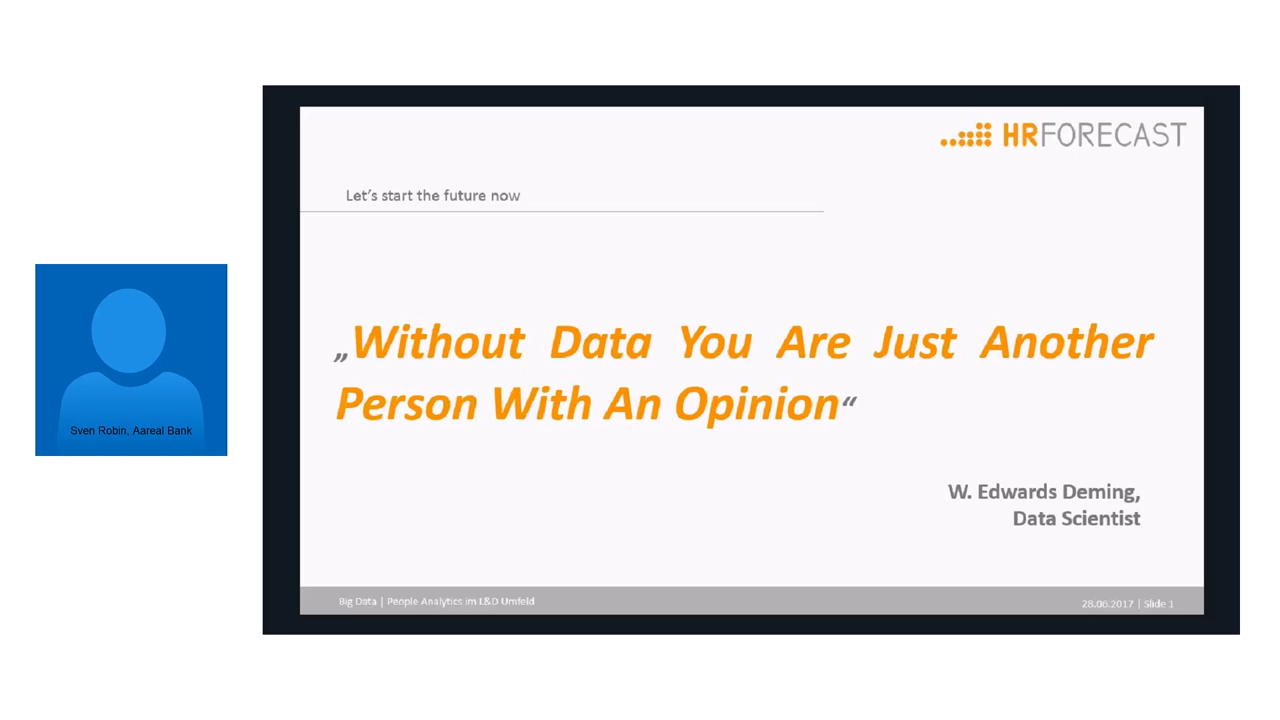 HRFORECAST
Let's start the future now
„Without Data You Are Just Another
Person With An Opinion“
W. Edwards Deming,
Data Scientist
Sven Robin, Aareal Bank
Big Data | People Analytics im L&D Umfeld
28.06.2017 | Slide 1